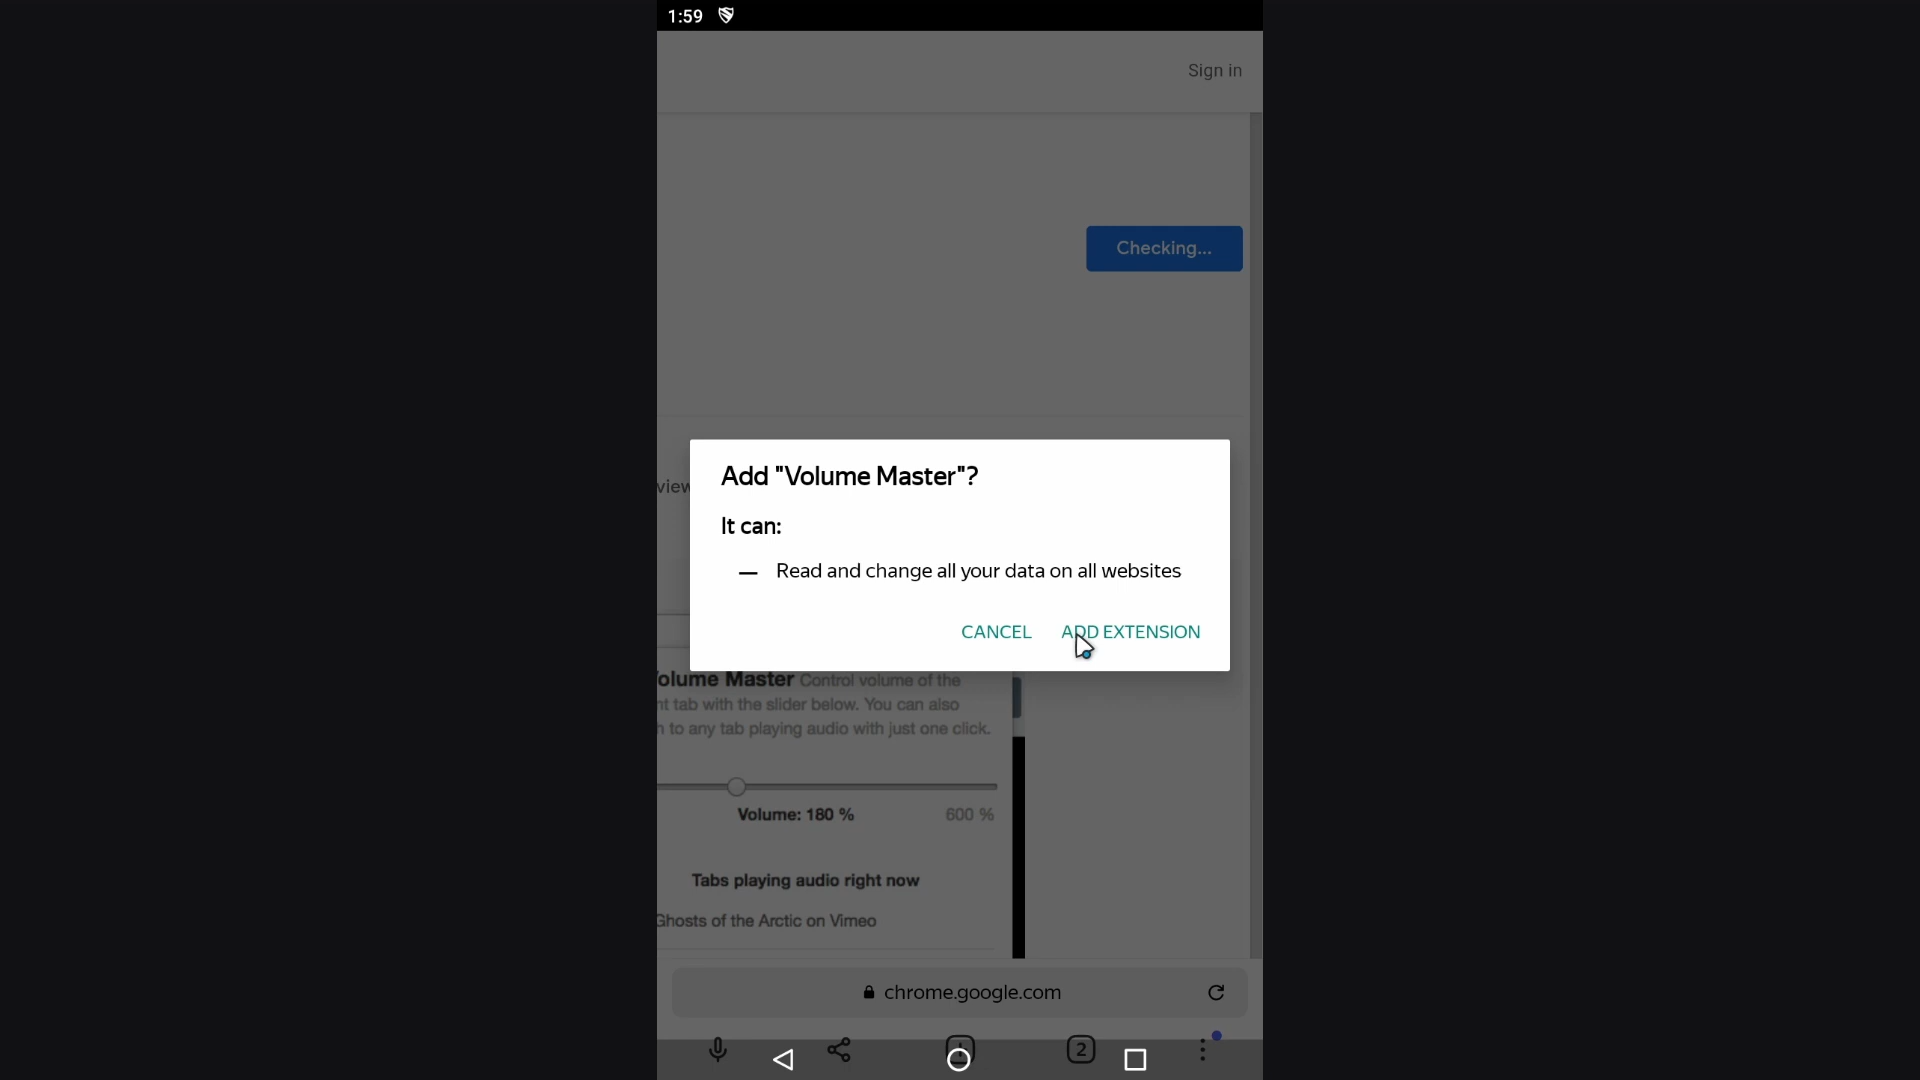 1:59
Sign in
Checking...
view
Add "Volume Master"?
It can:
— Read and change all your data on all websites
CANCEL ADD EXTENSION
olume Master Control volume of the
nt tab with the slider below. You can also
h to any tab playing audio with just one click.
Volume: 180 % 600 %
Tabs playing audio right now
Ghosts of the Arctic on Vimeo
chrome.google.com
2